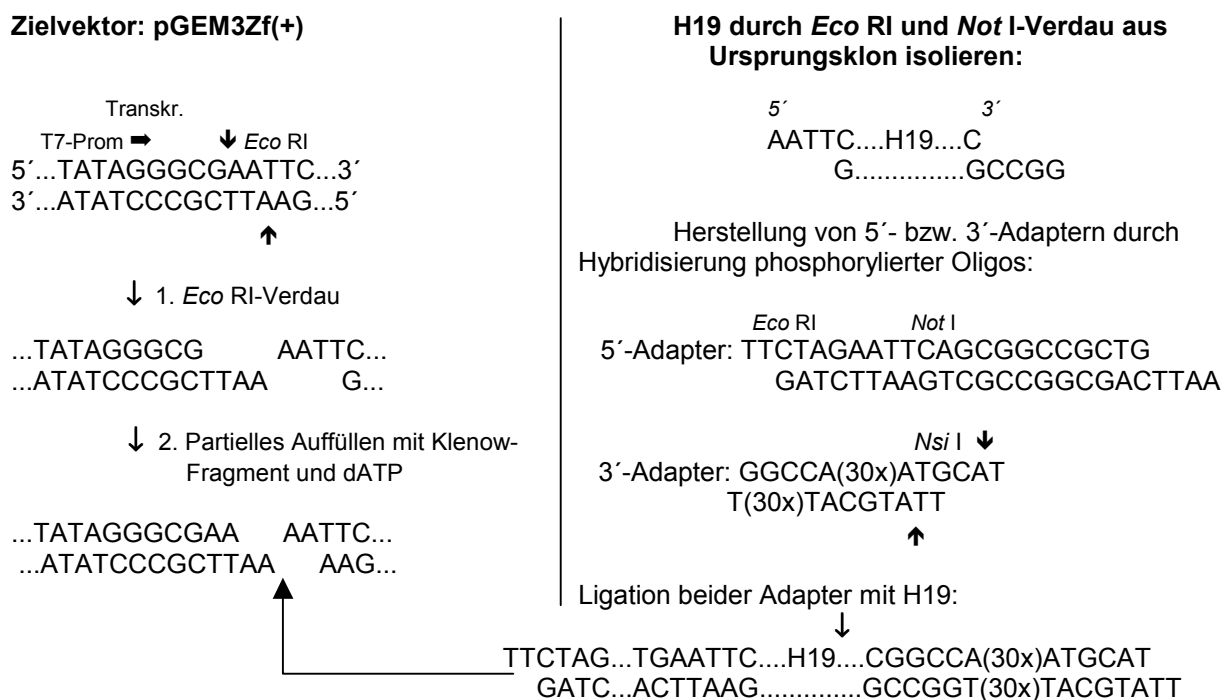 Zielvektor: pGEM3Zf(+)
Transkr.
T7-Prom ➡ 🡻 Eco RI
5´...TATAGGGCGAATTC...3´
3´...ATATCCCGCTTAAG...5´
🡹
↓ 1. Eco RI-Verdau
...TATAGGGCG AATTC...
...ATATCCCGCTTAA G...
↓ 2. Partielles Auffüllen mit Klenow-
Fragment und dATP
...TATAGGGCGAA AATTC...
...ATATCCCGCTTAA AAG...
H19 durch Eco RI und Not I-Verdau aus
Ursprungsklon isolieren:
5´ 3´
AATTC....H19....C
G...............GCCGG
Herstellung von 5´- bzw. 3´-Adaptern durch
Hybridisierung phosphorylierter Oligos:
Eco RI Not I
5´-Adapter: TTCTAGAATTCAGCGGCCGCTG
GATCTTAAGTCGCCGGCGACTTAA
Nsi I 🡻
3´-Adapter: GGCCA(30x)ATGCAT
T(30x)TACGTATT
🡹
Ligation beider Adapter mit H19:
↓
TTCTAG...TGAATTC....H19....CGGCCA(30x)ATGCAT
GATC...ACTTAAG..............GCCGGT(30x)TACGTATT